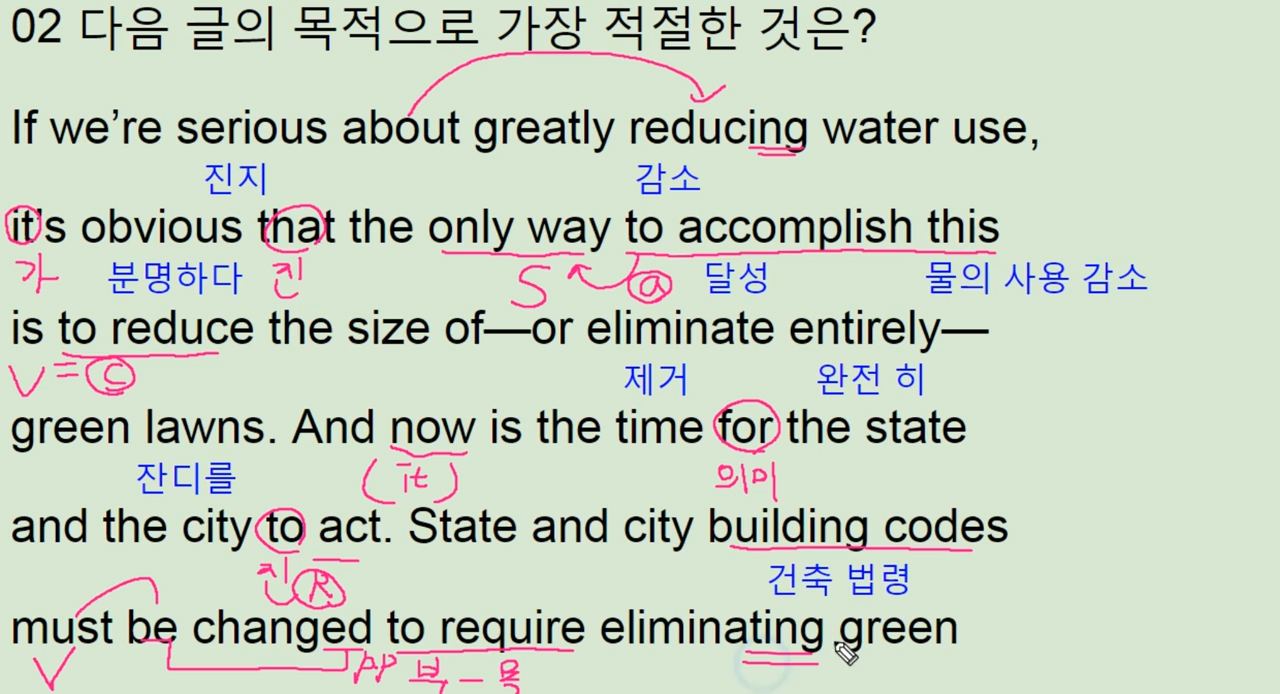 02 다음 글의 목적으로 가장 적절한 것은?
If we’re serious about greatly reducing water use,
진지 감소
it's obvious that the only way to accomplish this
가 분명하다 진 S ⓐ 달성 물의 사용 감소
is to reduce the size of—or eliminate entirely—
V = ⓒ 제거 완전 히
green lawns. And now is the time for the state
잔디를 (it) 의미
and the city to act. State and city building codes
진 Ⓡ 건축 법령
must be changed to require eliminating green
V pp 부 - 목